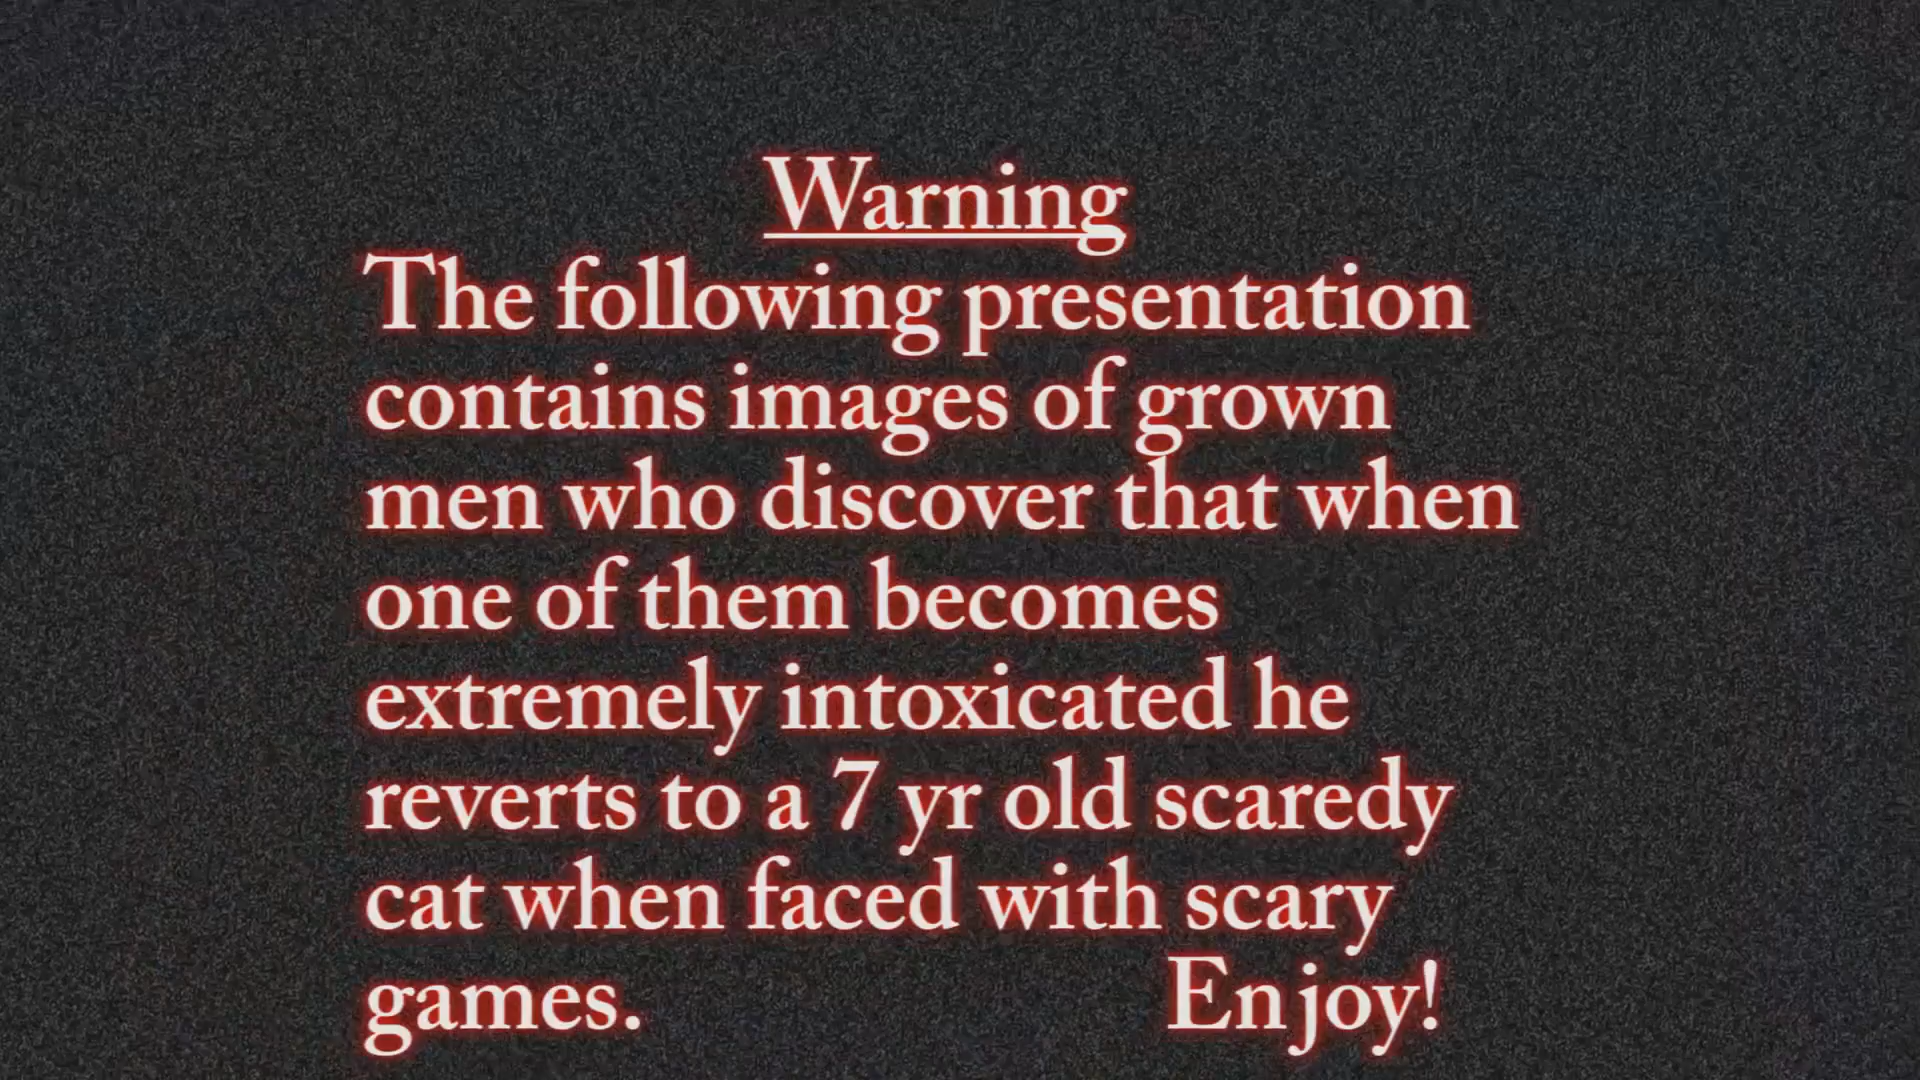 Warning
The following presentation
contains images of grown
men who discover that when
one of them becomes
extremely intoxicated he
reverts to a 7 yr old scaredy
cat when faced with scary
games. Enjoy!